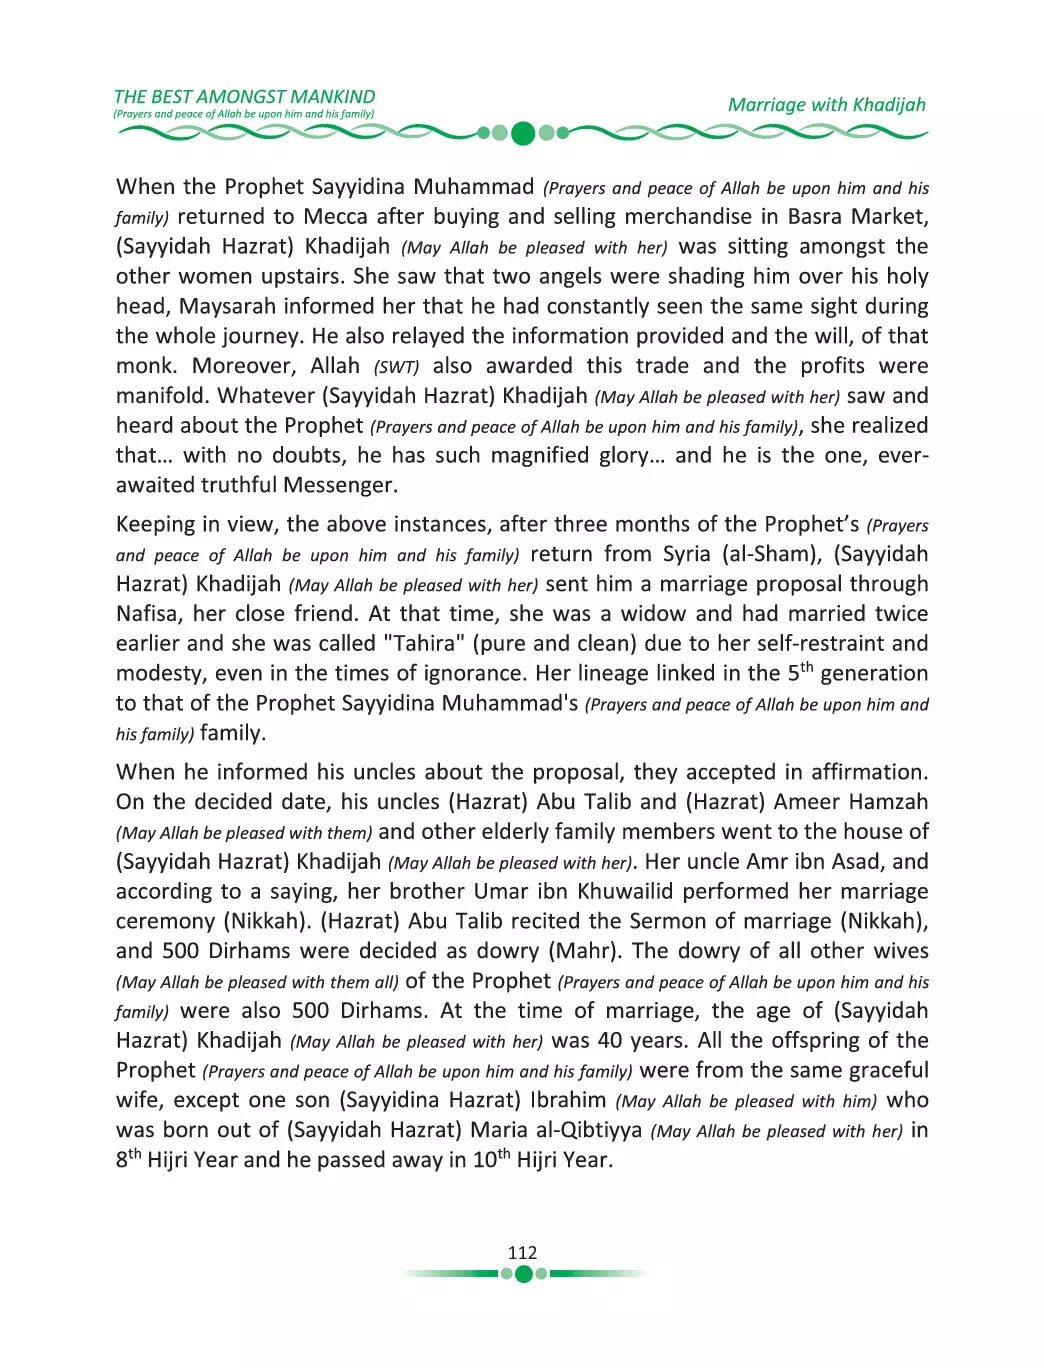 THE BEST AMONGST MANKIND
(Prayers and peace of Allah be upon him and his family)
Marriage with Khadijah
When the Prophet Sayyidina Muhammad (Prayers and peace of Allah be upon him and his
family) returned to Mecca after buying and selling merchandise in Basra Market,
(Sayyidah Hazrat) Khadijah (May Allah be pleased with her) was sitting amongst the
other women upstairs. She saw that two angels were shading him over his holy
head, Maysarah informed her that he had constantly seen the same sight during
the whole journey. He also relayed the information provided and the will, of that
monk. Moreover, Allah (SWT) also awarded this trade and the profits were
manifold. Whatever (Sayyidah Hazrat) Khadijah (May Allah be pleased with her) saw and
heard about the Prophet (Prayers and peace of Allah be upon him and his family), she realized
that… with no doubts, he has such magnified glory… and he is the one, ever-
awaited truthful Messenger.
Keeping in view, the above instances, after three months of the Prophet’s (Prayers
and peace of Allah be upon him and his family) return from Syria (al-Sham), (Sayyidah
Hazrat) Khadijah (May Allah be pleased with her) sent him a marriage proposal through
Nafisa, her close friend. At that time, she was a widow and had married twice
earlier and she was called "Tahira" (pure and clean) due to her self-restraint and
modesty, even in the times of ignorance. Her lineage linked in the 5th generation
to that of the Prophet Sayyidina Muhammad's (Prayers and peace of Allah be upon him and
his family) family.
When he informed his uncles about the proposal, they accepted in affirmation.
On the decided date, his uncles (Hazrat) Abu Talib and (Hazrat) Ameer Hamzah
(May Allah be pleased with them) and other elderly family members went to the house of
(Sayyidah Hazrat) Khadijah (May Allah be pleased with her). Her uncle Amr ibn Asad, and
according to a saying, her brother Umar ibn Khuwailid performed her marriage
ceremony (Nikkah). (Hazrat) Abu Talib recited the Sermon of marriage (Nikkah),
and 500 Dirhams were decided as dowry (Mahr). The dowry of all other wives
(May Allah be pleased with them all) of the Prophet (Prayers and peace of Allah be upon him and his
family) were also 500 Dirhams. At the time of marriage, the age of (Sayyidah
Hazrat) Khadijah (May Allah be pleased with her) was 40 years. All the offspring of the
Prophet (Prayers and peace of Allah be upon him and his family) were from the same graceful
wife, except one son (Sayyidina Hazrat) Ibrahim (May Allah be pleased with him) who
was born out of (Sayyidah Hazrat) Maria al-Qibtiyya (May Allah be pleased with her) in
8th Hijri Year and he passed away in 10th Hijri Year.
112